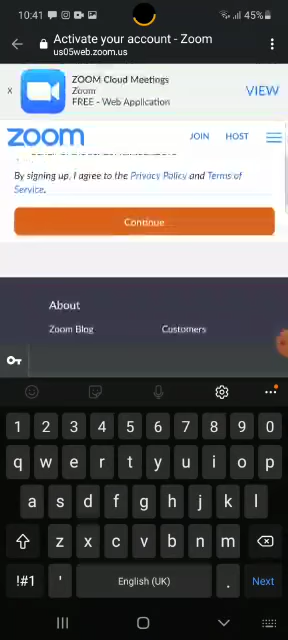 10:41
45%
Activate your account - Zoom
us05web.zoom.us
x
ZOOM Cloud Meetings
Zoom
FREE - Web Application
VIEW
zoom
JOIN
HOST
By signing up, I agree to the Privacy Policy and Terms of
Service.
Continue
About
Zoom Blog
Customers
1 2 3 4 5 6 7 8 9 0
q w e r t y u i o p
a s d f g h j k l
z x c v b n m
!#1 ' English (UK) . Next